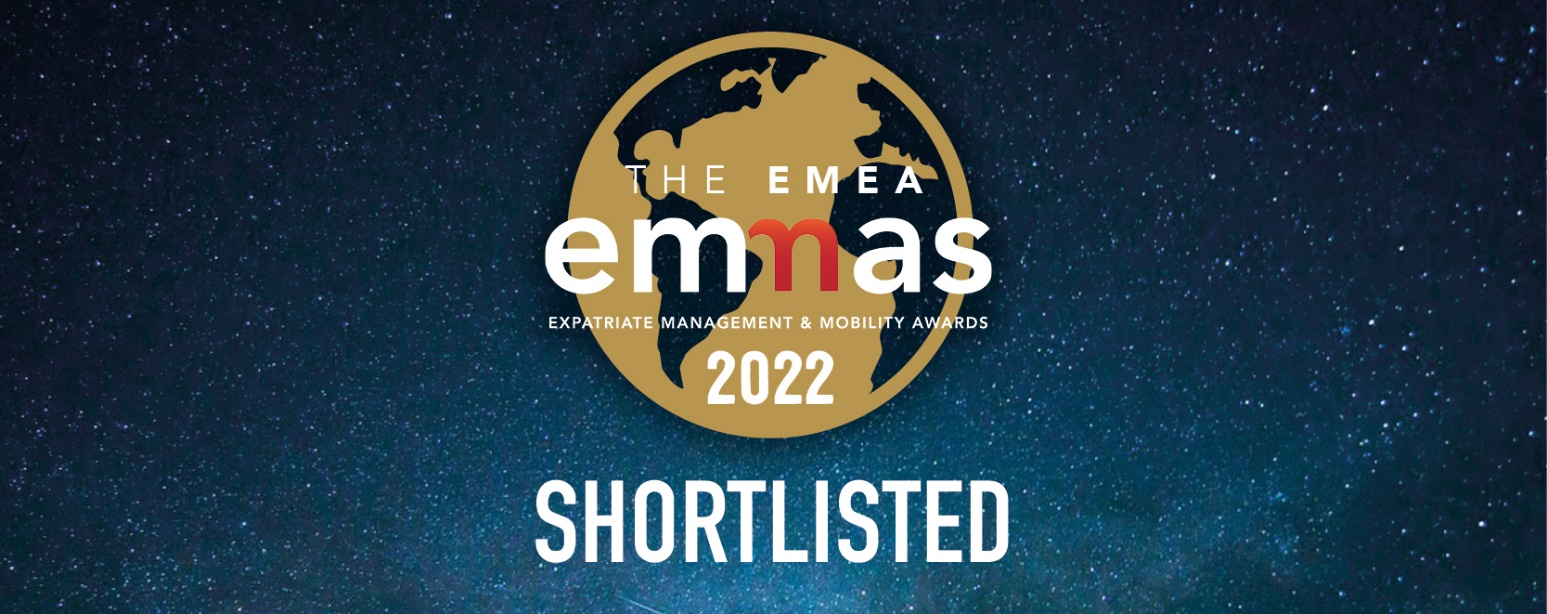 THE EMEA
emmas
EXPATRIATE MANAGEMENT & MOBILITY AWARDS
2022
SHORTLISTED